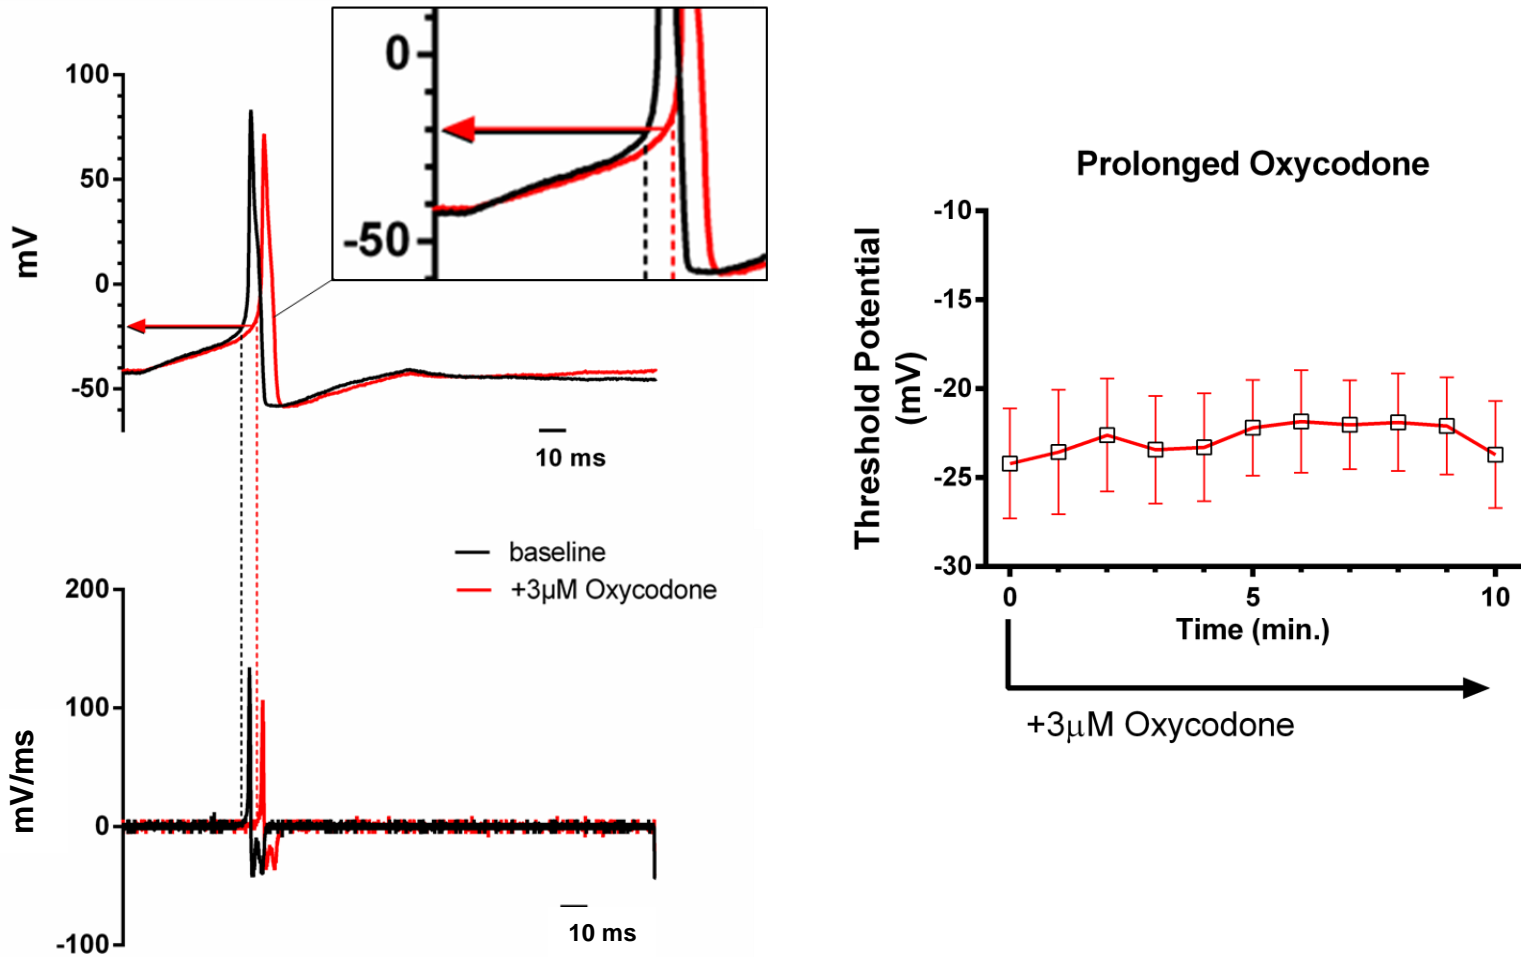 0
-50
100
50
0
-50
mV
10 ms
baseline
+3µM Oxycodone
200
100
0
-100
mV/ms
10 ms
Prolonged Oxycodone
Threshold Potential
(mV)
-10
-15
-20
-25
-30
0
5
10
Time (min.)
+3µM Oxycodone